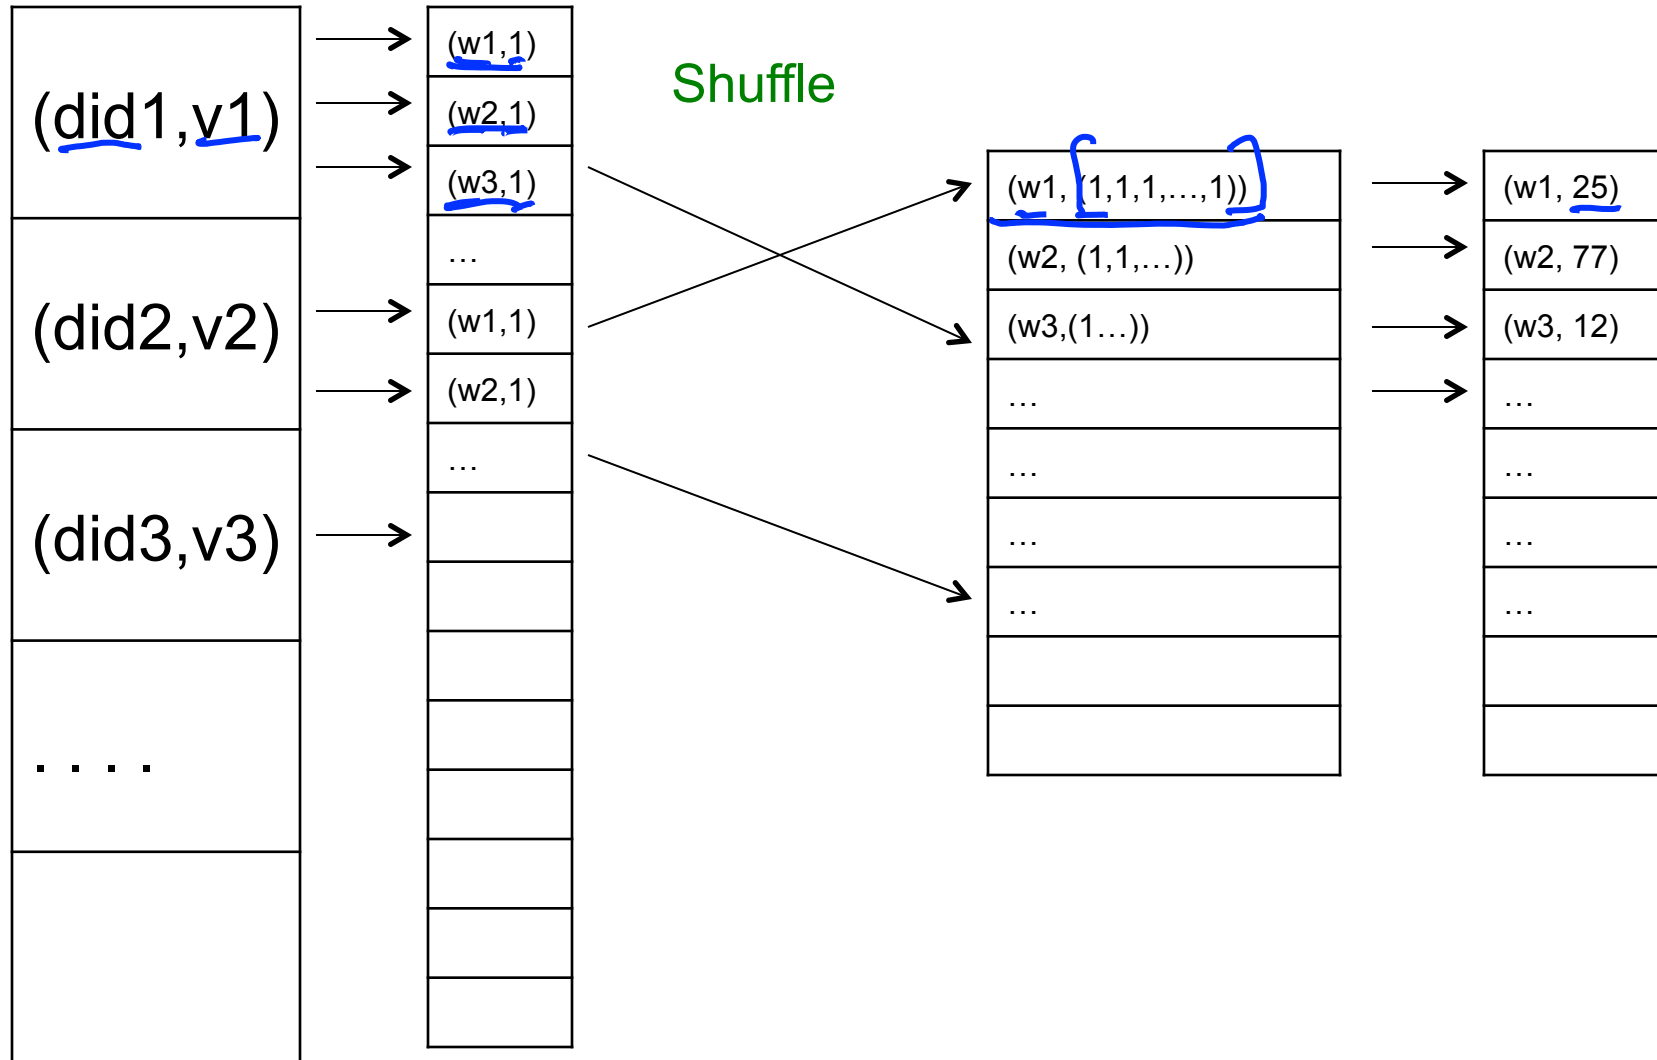 (did1,v1)
(did2,v2)
(did3,v3)
. . . .
(w1,1)
(w2,1)
(w3,1)
…
(w1,1)
(w2,1)
…
Shuffle
(w1, (1,1,1,…,1))
(w2, (1,1,…))
(w3,(1…))
…
…
…
…
(w1, 25)
(w2, 77)
(w3, 12)
…
…
…
…